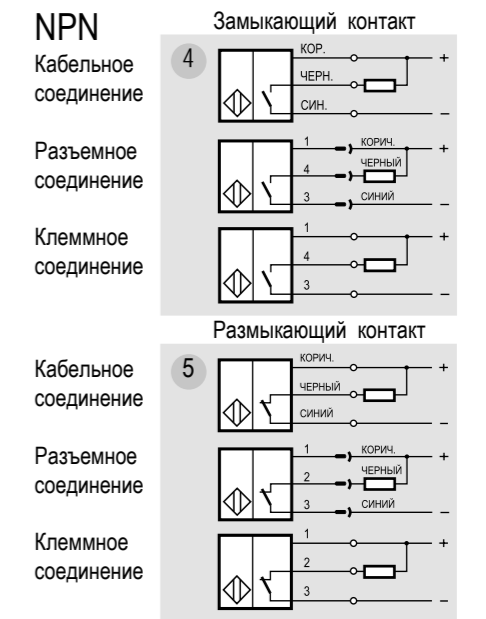 NPN
Замыкающий контакт
Кабельное
соединение
4
КОР.
+
ЧЕРН.
СИН.
–
Разъемное
соединение
1
КОРИЧ.
+
4
ЧЕРНЫЙ
3
СИНИЙ
–
Клеммное
соединение
1
+
4
3
–
Размыкающий контакт
Кабельное
соединение
5
КОРИЧ.
+
ЧЕРНЫЙ
СИНИЙ
–
Разъемное
соединение
1
КОРИЧ.
+
2
ЧЕРНЫЙ
3
СИНИЙ
–
Клеммное
соединение
1
+
2
3
–